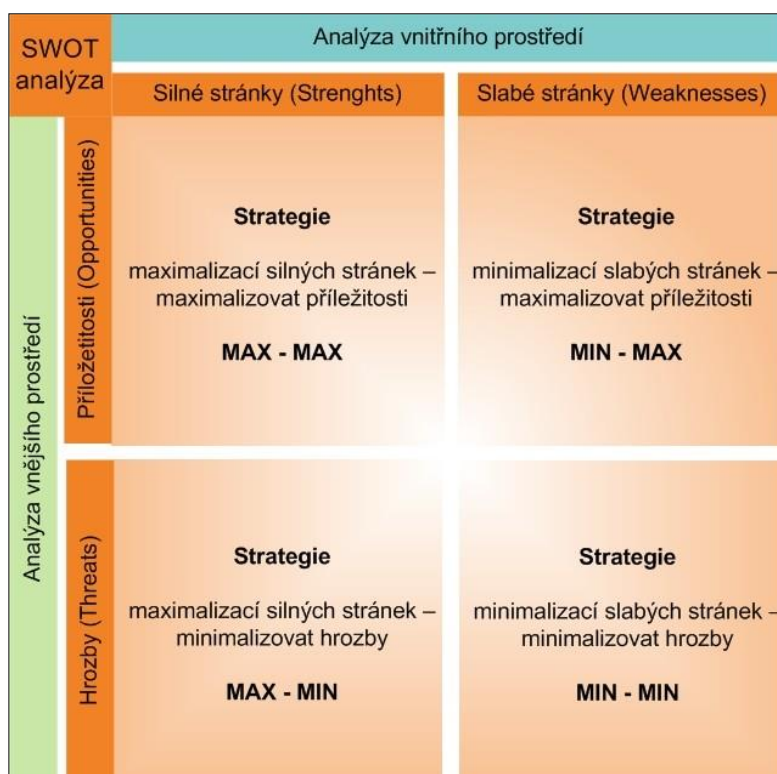 SWOT
analýza
Analýza vnitřního prostředí
Silné stránky (Strenghts)
Slabé stránky (Weaknesses)
Analýza vnějšího prostředí
Příložetitosti (Opportunities)
Strategie
maximalizací silných stránek –
maximalizovat příležitosti
MAX - MAX
Strategie
minimalizací slabých stránek –
maximalizovat příležitosti
MIN - MAX
Hrozby (Threats)
Strategie
maximalizací silných stránek –
minimalizovat hrozby
MAX - MIN
Strategie
minimalizací slabých stránek –
minimalizovat hrozby
MIN - MIN